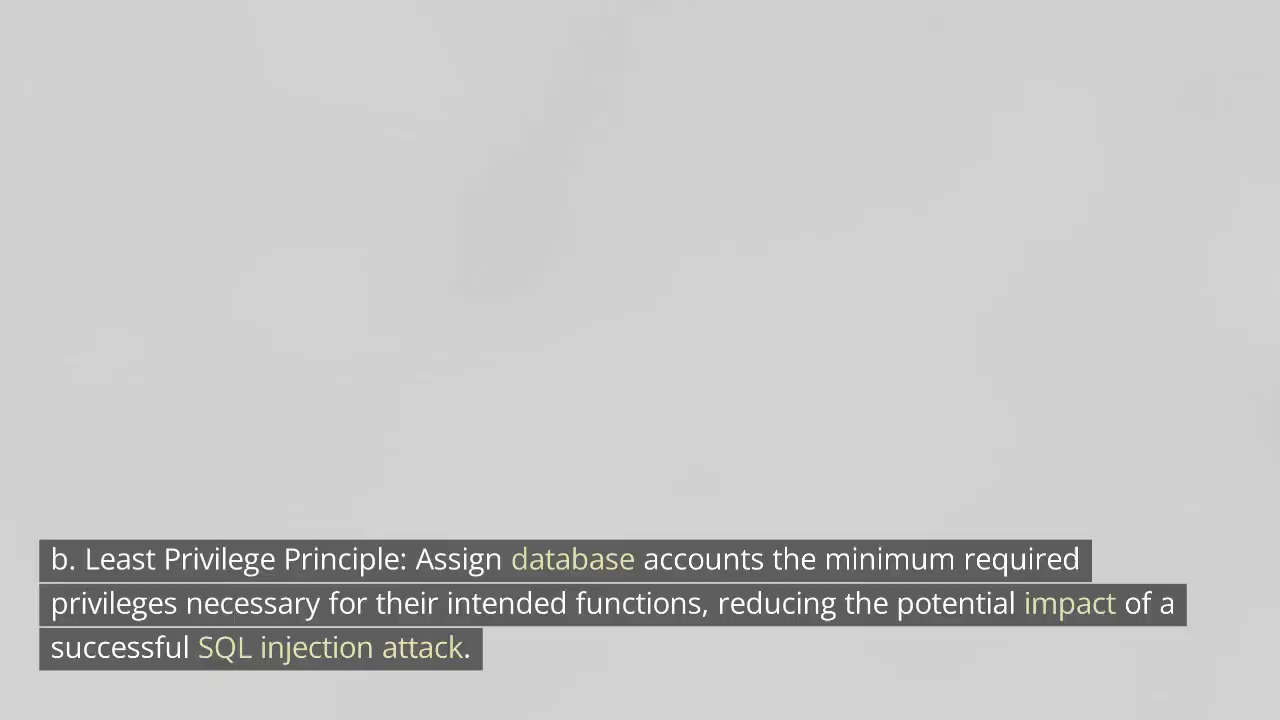 b. Least Privilege Principle: Assign database accounts the minimum required
privileges necessary for their intended functions, reducing the potential impact of a
successful SQL injection attack.